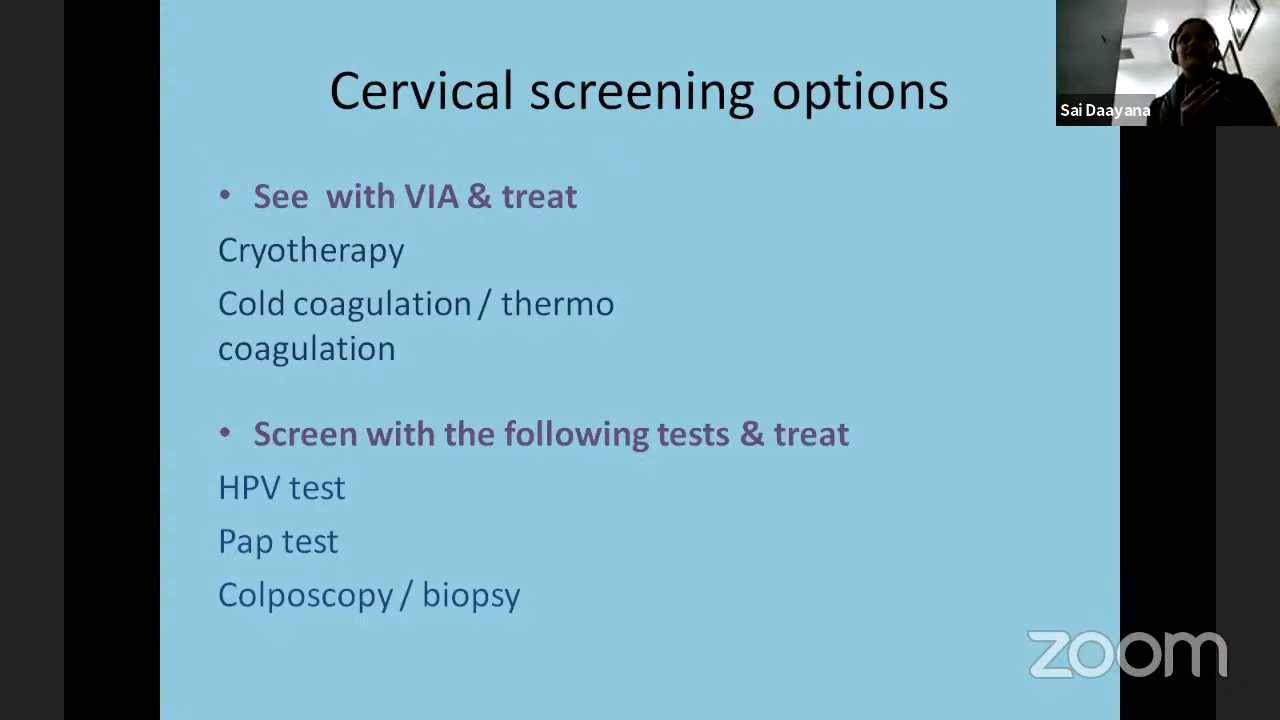 Cervical screening options
Sai Daayana
• See with VIA & treat
Cryotherapy
Cold coagulation / thermo
coagulation
• Screen with the following tests & treat
HPV test
Pap test
Colposcopy / biopsy
zoom